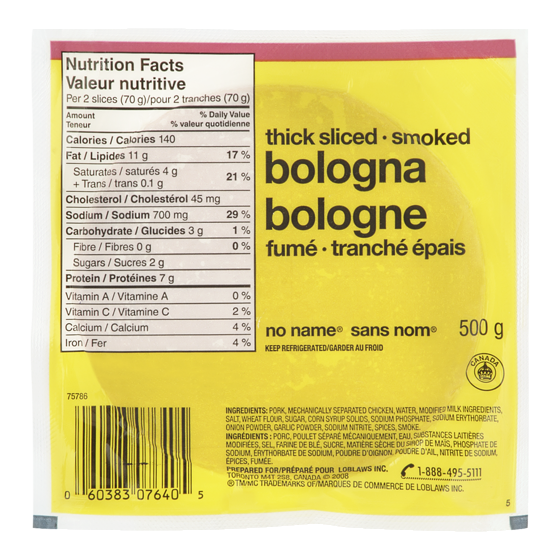 Nutrition Facts
Valeur nutritive
Per 2 slices (70 g)/pour 2 tranches (70 g)
Amount % Daily Value
Teneur % valeur quotidienne
Calories / Calories 140
Fat / Lipides 11 g 17 %
Saturates / saturés 4 g
+ Trans / trans 0.1 g 21 %
Cholesterol / Cholestérol 45 mg
Sodium / Sodium 700 mg 29 %
Carbohydrate / Glucides 3 g 1 %
Fibre / Fibres 0 g 0 %
Sugars / Sucres 2 g
Protein / Protéines 7 g
Vitamin A / Vitamine A 0 %
Vitamin C / Vitamine C 2 %
Calcium / Calcium 4 %
Iron / Fer 4 %
thick sliced • smoked
bologna
bologne
fumé • tranché épais
no name® sans nom® 500 g
KEEP REFRIGERATED/GARDER AU FROID
CANADA
75786
INGREDIENTS: PORK, MECHANICALLY SEPARATED CHICKEN, WATER, MODIFIED MILK INGREDIENTS,
SALT, WHEAT FLOUR, SUGAR, CORN SYRUP SOLIDS, SODIUM PHOSPHATE, SODIUM ERYTHORBATE,
ONION POWDER, GARLIC POWDER, SODIUM NITRITE, SPICES, SMOKE.
INGRÉDIENTS : PORC, POULET SÉPARÉ MÉCANIQUEMENT, EAU, SUBSTANCES LAITIÈRES
MODIFIÉES, SEL, FARINE DE BLÉ, SUCRE, MATIÈRE SÈCHE DU SIROP DE MAÏS, PHOSPHATE DE
SODIUM, ÉRYTHORBATE DE SODIUM, POUDRE D'OIGNON, POUDRE D'AIL, NITRITE DE SODIUM,
ÉPICES, FUMÉE.
PREPARED FOR/PRÉPARÉ POUR LOBLAWS INC.
TORONTO M4T 2S8, CANADA © 2008
1-888-495-5111
®TM/MC TRADEMARKS OF/MARQUES DE COMMERCE DE LOBLAWS INC.
0 60383 07640 5
5